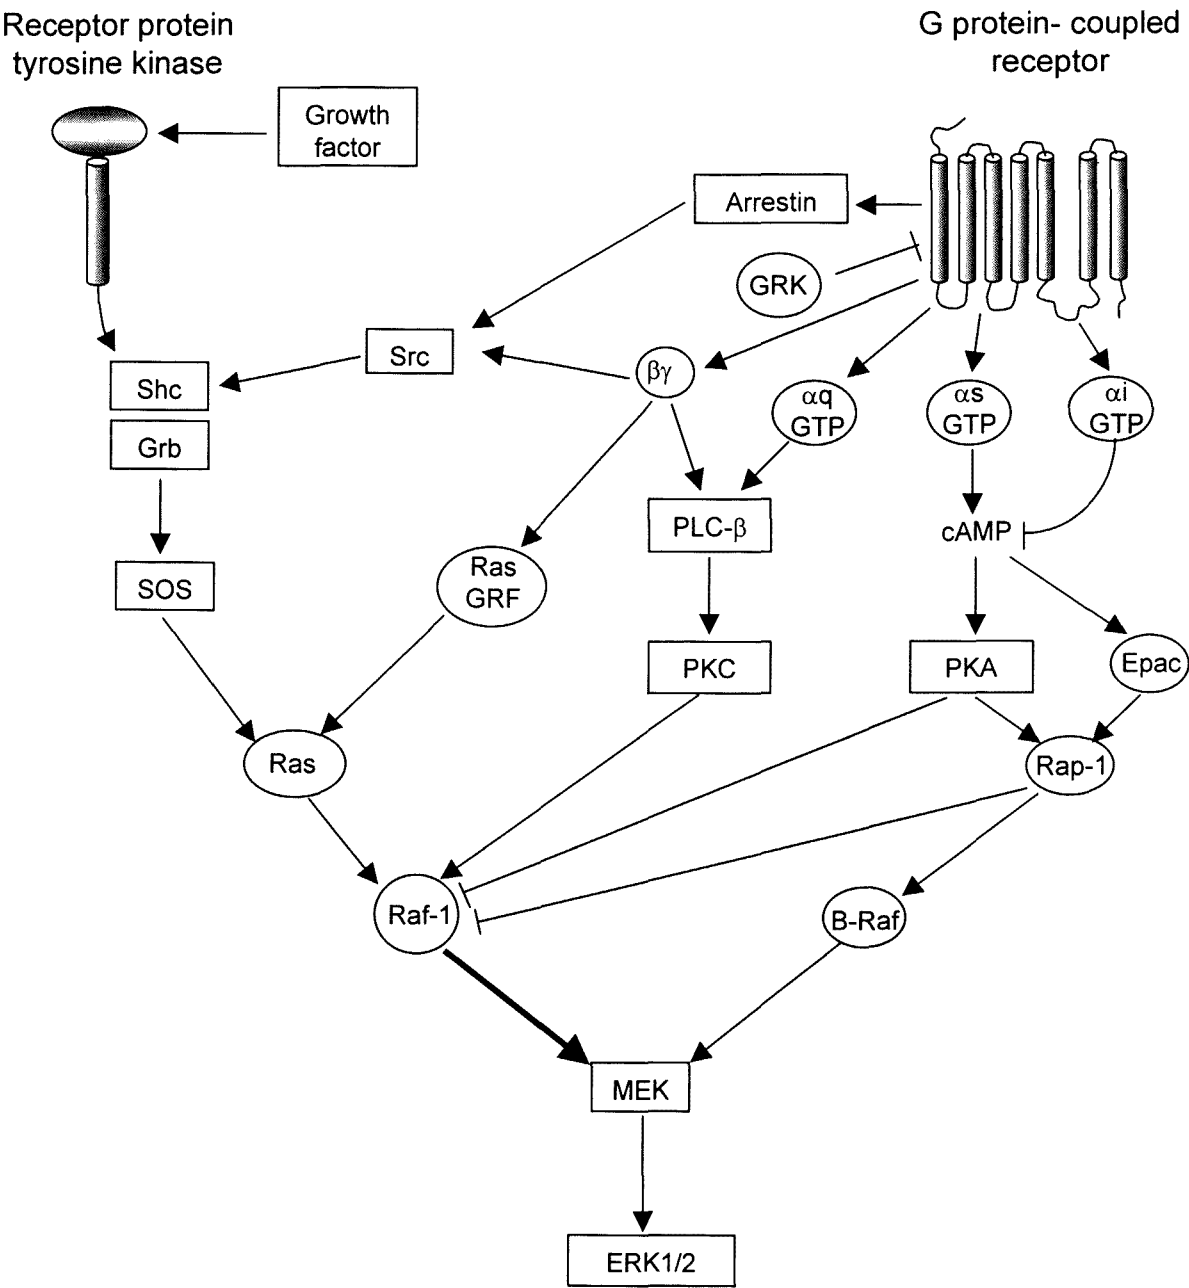 Receptor protein
tyrosine kinase
G protein- coupled
receptor
Growth
factor
Arrestin
GRK
Src
βγ
Shc
αq
GTP
αs
GTP
αi
GTP
Grb
PLC-β
cAMP
SOS
Ras
GRF
PKC
PKA
Epac
Ras
Rap-1
Raf-1
B-Raf
MEK
ERK1/2